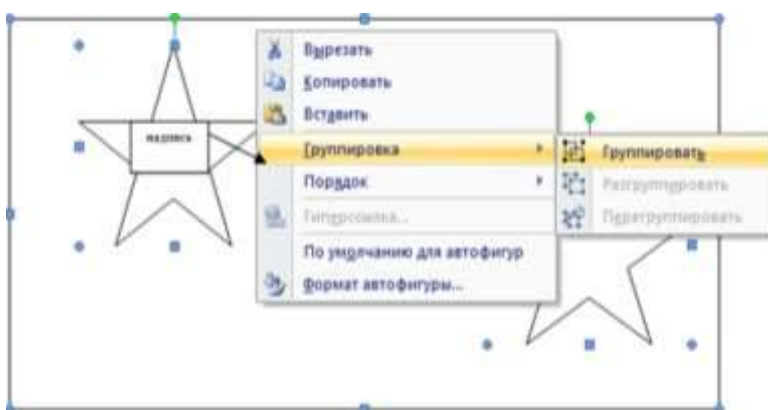 Вырезать
Копировать
Вставить
надпись
Группировка
Группировать
Порядок
Разгруппировать
Гиперссылка...
Перегруппировать
По умолчанию для автофигур
Формат автофигуры...